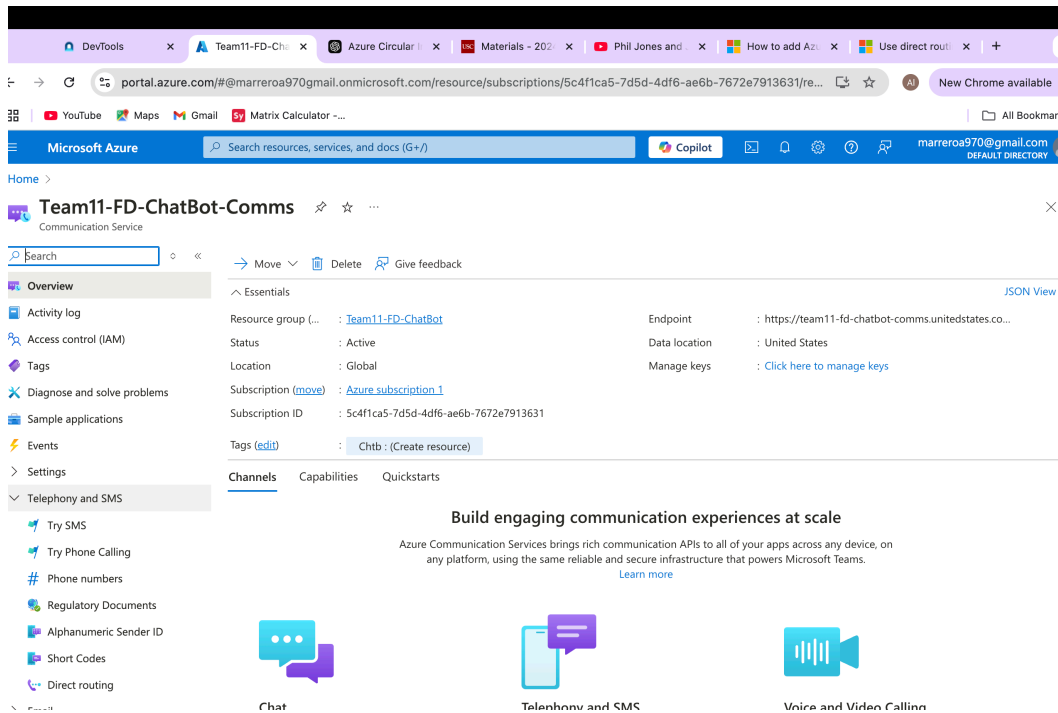 DevTools
Team11-FD-Cha
Azure Circular I
USC Materials - 202
Phil Jones and
How to add Azu
Use direct routi
portal.azure.com/#@marreroa970gmail.onmicrosoft.com/resource/subscriptions/5c4f1ca5-7d5d-4df6-ae6b-7672e7913631/re...
AI
New Chrome available
YouTube
Maps
Gmail
Sy Matrix Calculator -...
All Bookmar
Microsoft Azure
Search resources, services, and docs (G+/)
Copilot
marreroa970@gmail.com
DEFAULT DIRECTORY
Home >
Team11-FD-ChatBot-Comms
Communication Service
Search
Move
Delete
Give feedback
Overview
Activity log
Access control (IAM)
Tags
Diagnose and solve problems
Sample applications
Events
Settings
Telephony and SMS
Try SMS
Try Phone Calling
Phone numbers
Regulatory Documents
Alphanumeric Sender ID
Short Codes
Direct routing
Email
Essentials
JSON View
Resource group (... : Team11-FD-ChatBot
Status : Active
Location : Global
Subscription (move) : Azure subscription 1
Subscription ID : 5c4f1ca5-7d5d-4df6-ae6b-7672e7913631
Tags (edit) : Chtb : (Create resource)
Endpoint : https://team11-fd-chatbot-comms.unitedstates.co...
Data location : United States
Manage keys : Click here to manage keys
Channels
Capabilities
Quickstarts
Build engaging communication experiences at scale
Azure Communication Services brings rich communication APIs to all of your apps across any device, on
any platform, using the same reliable and secure infrastructure that powers Microsoft Teams.
Learn more
Chat
Telephony and SMS
Voice and Video Calling